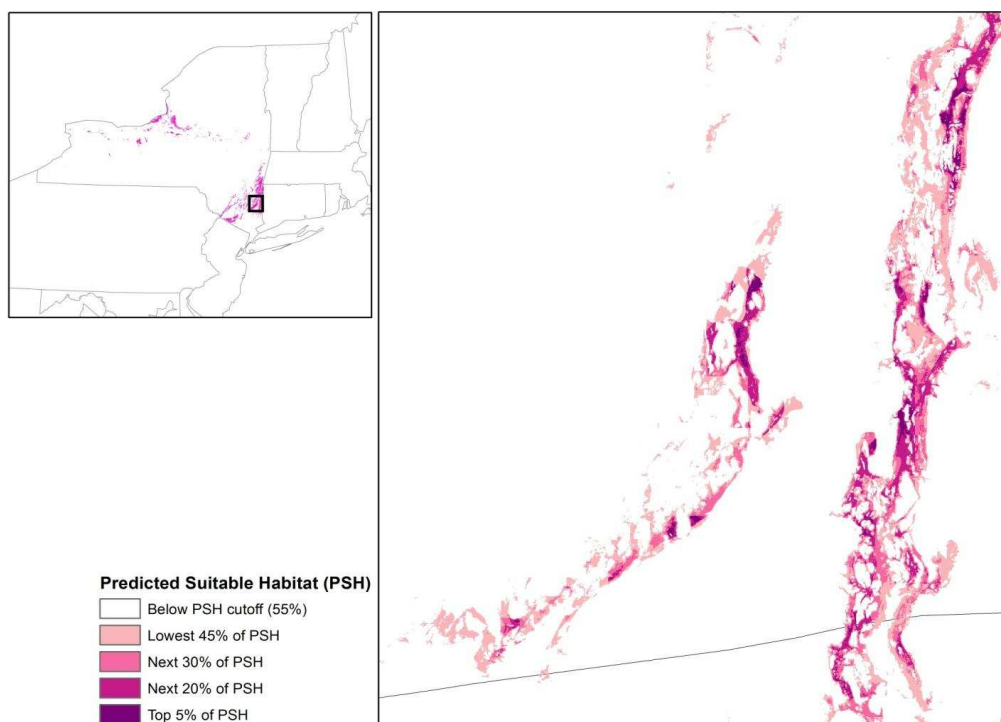 Predicted Suitable Habitat (PSH)
Below PSH cutoff (55%)
Lowest 45% of PSH
Next 30% of PSH
Next 20% of PSH
Top 5% of PSH